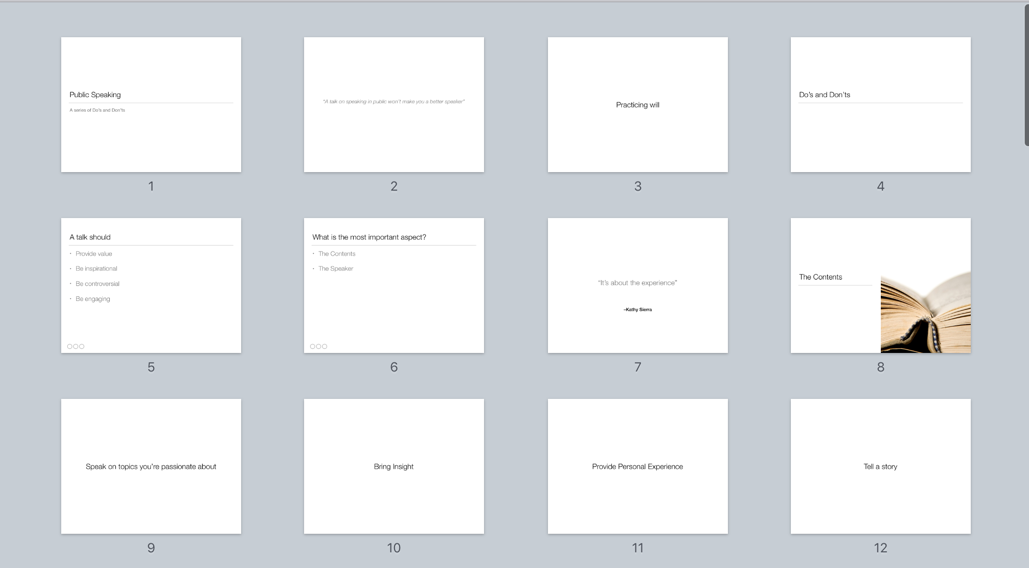 Public Speaking
A series of Do's and Don'ts
1
"A talk on speaking in public won't make you a better speaker"
2
Practicing will
3
Do's and Don'ts
4
A talk should
- Provide value
- Be inspirational
- Be controversial
- Be engaging
5
What is the most important aspect?
- The Contents
- The Speaker
6
"It's about the experience"
–Kathy Sierra
7
The Contents
8
Speak on topics you're passionate about
9
Bring Insight
10
Provide Personal Experience
11
Tell a story
12